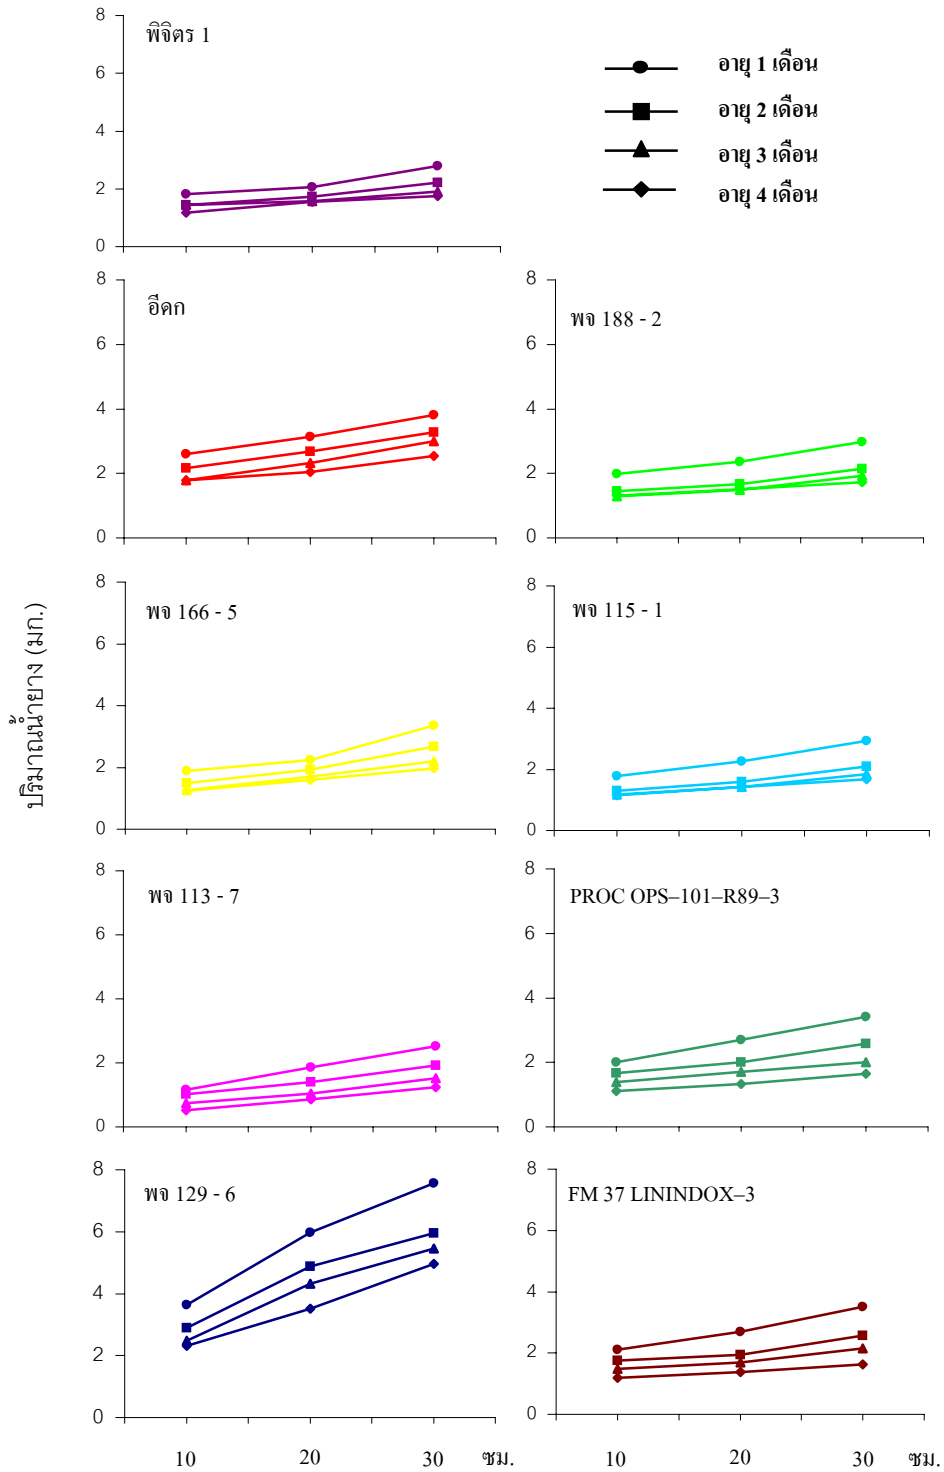 8
พิจิตร 1
6
4
2
0
อายุ 1 เดือน
อายุ 2 เดือน
อายุ 3 เดือน
อายุ 4 เดือน
8
อีดก
6
4
2
0
8
พจ 188 - 2
6
4
2
0
ปริมาณน้ำยาง (มก.)
8
พจ 166 - 5
6
4
2
0
8
พจ 115 - 1
6
4
2
0
8
พจ 113 - 7
6
4
2
0
8
PROC OPS–101–R89–3
6
4
2
0
8
พจ 129 - 6
6
4
2
0
10 20 30 ซม.
8
FM 37 LININDOX–3
6
4
2
0
10 20 30 ซม.